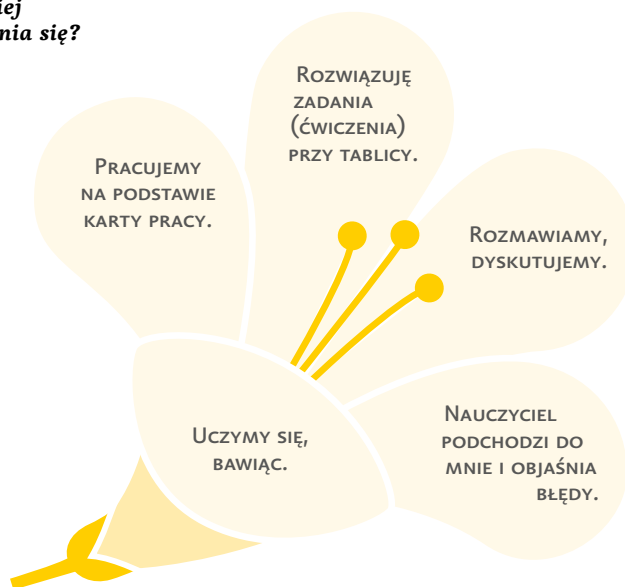 iej
nia się?
Rozwiązuję
zadania
(ćwiczenia)
przy tablicy.
Pracujemy
na podstawie
karty pracy.
Rozmawiamy,
dyskutujemy.
Uczymy się,
bawiąc.
Nauczyciel
podchodzi do
mnie i objaśnia
błędy.